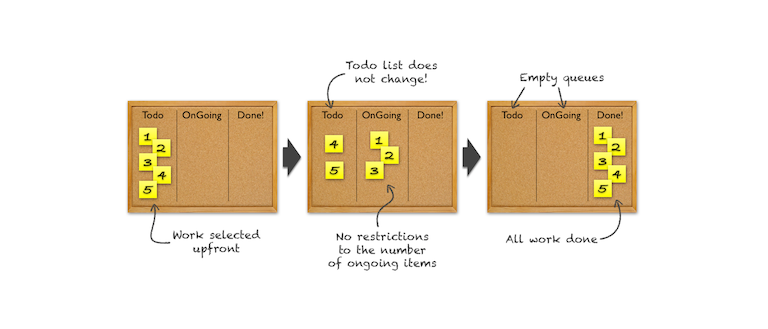 Todo list does
not change!
Empty queues
Todo OnGoing Done!
1
2
3
4
5
Todo OnGoing Done!
4
5
1
2
3
Todo OnGoing Done!
1
2
3
4
5
Work selected
upfront
No restrictions
to the number
of ongoing items
All work done